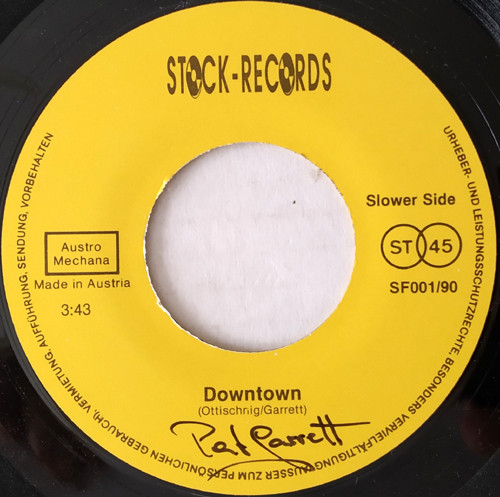 STOCK-RECORDS
Slower Side
Austro
Mechana
Made in Austria
3:43
ST 45
SF001/90
Downtown
(Ottischnig/Garrett)
Pat Garrett
URHEBER- UND LEISTUNGSSCHUTZRECHTE, BESONDERS VERVIELFÄLTIGUNG (AUSSER ZUM PERSÖNLICHEN GEBRAUCH), VERMIETUNG, AUFFÜHRUNG, SENDUNG, VORBEHALTEN